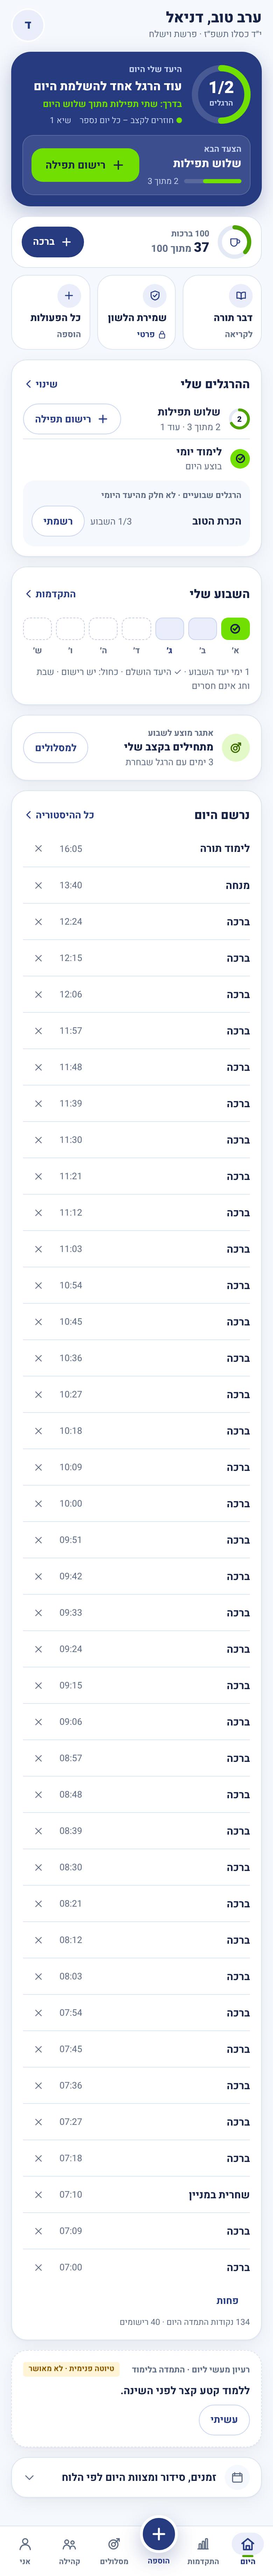 ערב טוב, דניאל
ד
י"ד כסלו תשפ"ז · פרשת וישלח
היעד שלי היום
עוד הרגל אחד להשלמת היום
בדרך: שתי תפילות מתוך שלוש היום
חוזרים לקצב – כל יום נספר שיא 1
1/2
הרגלים
הצעד הבא
שלוש תפילות
2 מתוך 3
רישום תפילה
100 ברכות
37 מתוך 100
ברכה
דבר תורה
לקריאה
שמירת הלשון
פרטי
כל הפעולות
הוספה
ההרגלים שלי
שינוי
2
שלוש תפילות
2 מתוך 3 · עוד 1
רישום תפילה
לימוד יומי
בוצע היום
הרגלים שבועיים · לא חלק מהיעד היומי
הכרת הטוב
1/3 השבוע
רשמתי
השבוע שלי
התקדמות
א׳ ב׳ ג׳ ד׳ ה׳ ו׳ ש׳
1 ימי יעד השבוע · ✓ היעד הושלם · כחול: יש רישום · שבת
וחג אינם חסרים
אתגר מוצע לשבוע
מתחילים בקצב שלי
3 ימים עם הרגל שבחרת
למסלולים
נרשם היום
כל ההיסטוריה
לימוד תורה 16:05
מנחה 13:40
ברכה 12:24
ברכה 12:15
ברכה 12:06
ברכה 11:57
ברכה 11:48
ברכה 11:39
ברכה 11:30
ברכה 11:21
ברכה 11:12
ברכה 11:03
ברכה 10:54
ברכה 10:45
ברכה 10:36
ברכה 10:27
ברכה 10:18
ברכה 10:09
ברכה 10:00
ברכה 09:51
ברכה 09:42
ברכה 09:33
ברכה 09:24
ברכה 09:15
ברכה 09:06
ברכה 08:57
ברכה 08:48
ברכה 08:39
ברכה 08:30
ברכה 08:21
ברכה 08:12
ברכה 08:03
ברכה 07:54
ברכה 07:45
ברכה 07:36
ברכה 07:27
ברכה 07:18
שחרית במניין 07:10
ברכה 07:09
ברכה 07:00
פחות
134 נקודות התמדה היום · 40 רישומים
רעיון מעשי ליום · התמדה בלימוד
טיוטה פנימית · לא מאושר
ללמוד קטע קצר לפני השינה.
עשיתי
זמנים, סידור ומצוות היום לפי הלוח
היום
התקדמות
הוספה
מסלולים
קהילה
אני